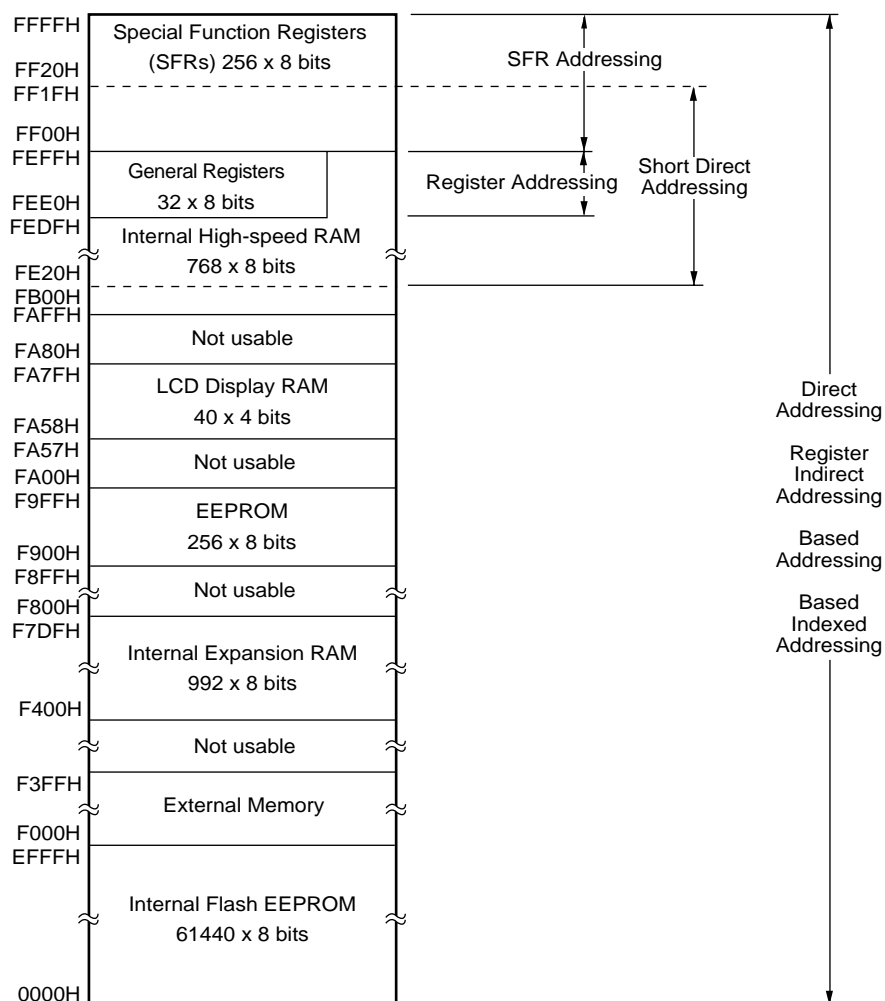 FFFFH
Special Function Registers
(SFRs) 256 x 8 bits
SFR Addressing
FF20H
FF1FH
FF00H
FEFFH
General Registers
32 x 8 bits
Register Addressing
Short Direct
Addressing
FEE0H
FEDFH
Internal High-speed RAM
768 x 8 bits
FE20H
FB00H
FAFFH
Not usable
FA80H
FA7FH
LCD Display RAM
40 x 4 bits
Direct
Addressing
FA58H
FA57H
Not usable
Register
Indirect
Addressing
FA00H
F9FFH
EEPROM
256 x 8 bits
Based
Addressing
F900H
F8FFH
Not usable
F800H
F7DFH
Based
Indexed
Addressing
Internal Expansion RAM
992 x 8 bits
F400H
Not usable
F3FFH
External Memory
F000H
EFFFH
Internal Flash EEPROM
61440 x 8 bits
0000H